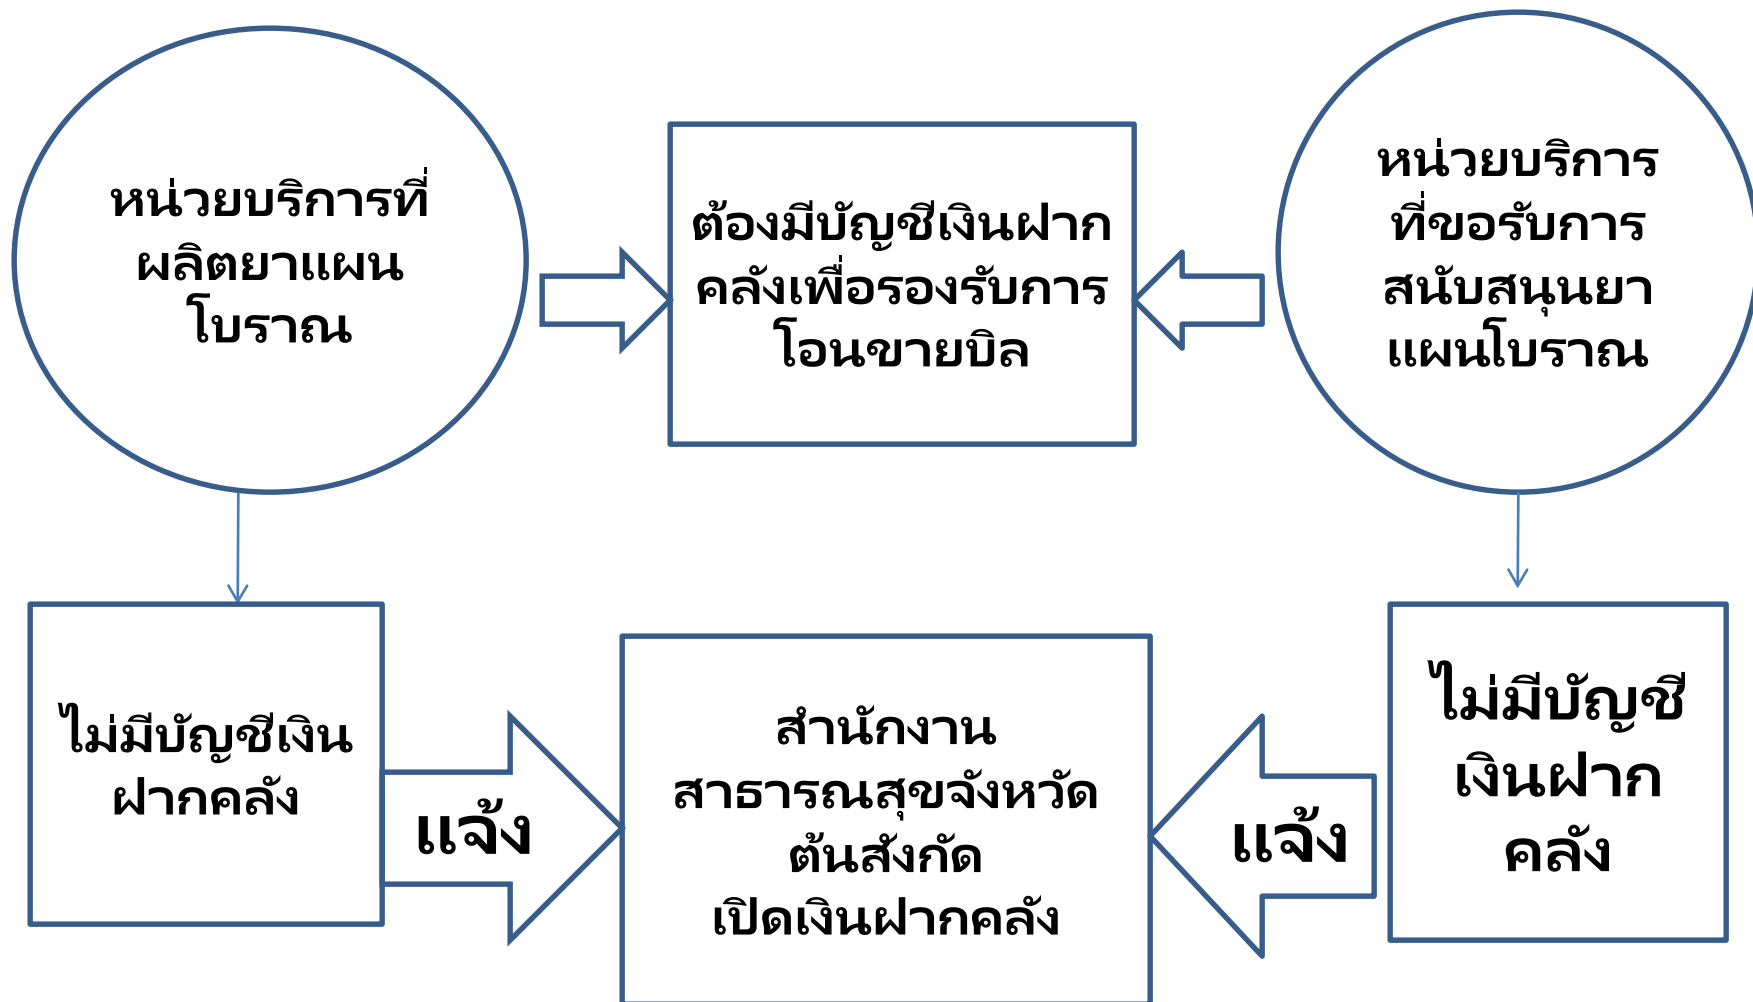 หน่วยบริการที่
ผลิตยาแผน
โบราณ
ต้องมีบัญชีเงินฝาก
คลังเพื่อรองรับการ
โอนขายบิล
หน่วยบริการ
ที่ขอรับการ
สนับสนุนยา
แผนโบราณ
ไม่มีบัญชีเงิน
ฝากคลัง
แจ้ง
สำนักงาน
สาธารณสุขจังหวัด
ต้นสังกัด
เปิดเงินฝากคลัง
แจ้ง
ไม่มีบัญชี
เงินฝาก
คลัง